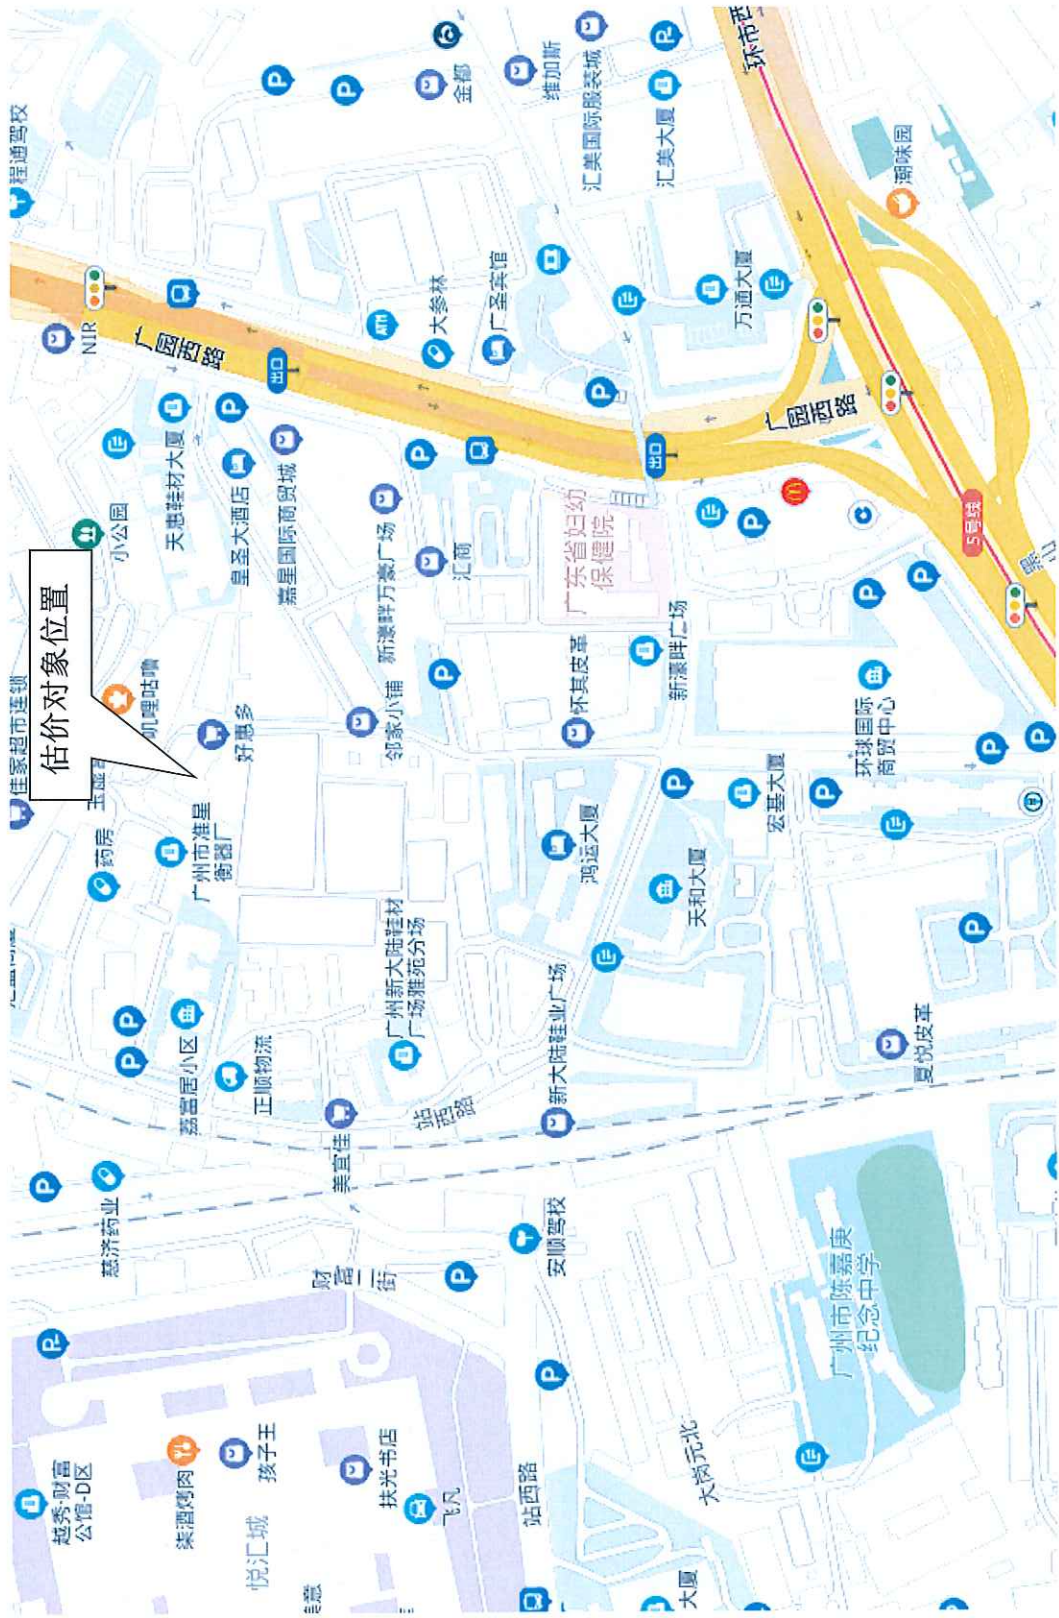 越秀·财富
公馆-D区
P
慈济药业
P
P
药房
佳家超市连锁
估价对象位置
小公园
NIR
程通驾校
柒酒烤肉
嘉富居小区
广州市准星
衡器厂
叽哩咕噜
天惠鞋材大厦
广园西路
悦汇城
孩子王
正顺物流
好惠多
皇圣大酒店
P
出口
P
嘉星国际商贸城
财富二街
美宜佳
P
扶光书店
广州新大陆鞋材
广场雅苑分场
邻家小铺
新濠畔万豪广场
ATM
飞凡
P
站西路
P
P
汇商
大参林
金都
站西路
安顺驾校
新大陆鞋业广场
鸿运大厦
怀其皮革
广东省妇幼
保健院
广圣宾馆
维加斯
P
P
汇美国际服装城
大厦
大岗元北
天和大厦
P
新濠畔广场
出口
汇美大厦
P
宏基大厦
P
广园西路
万通大厦
环市西
广州市陈嘉庚
纪念中学
P
环球国际
商贸中心
P
夏悦皮革
P
潮味园
P
P
P
5号线